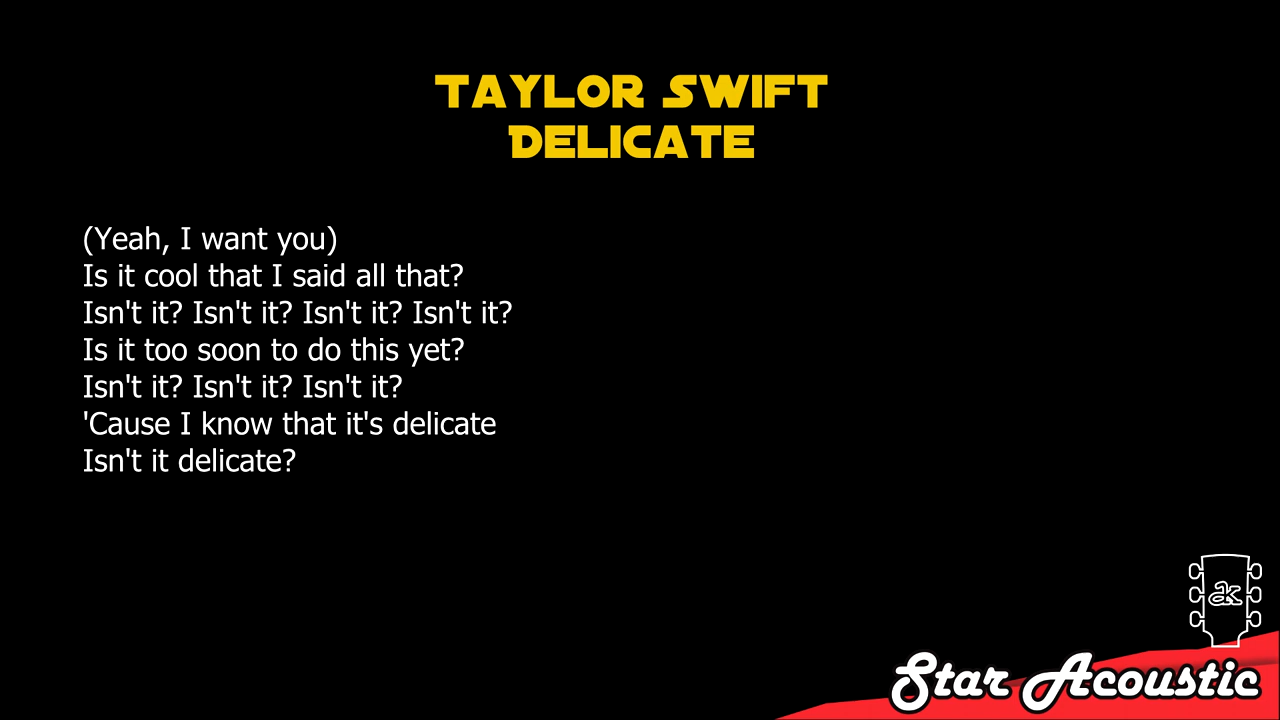 TAYLOR SWIFT
DELICATE
(Yeah, I want you)
Is it cool that I said all that?
Isn't it? Isn't it? Isn't it? Isn't it?
Is it too soon to do this yet?
Isn't it? Isn't it? Isn't it?
'Cause I know that it's delicate
Isn't it delicate?
ak
Star Acoustic